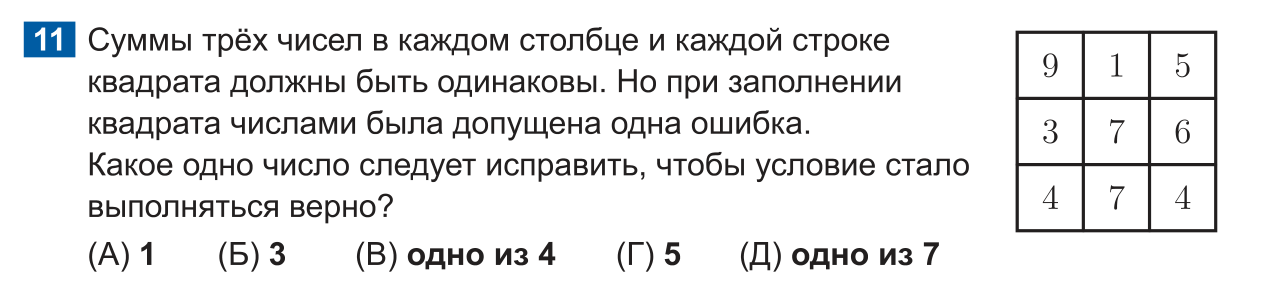 11 Суммы трёх чисел в каждом столбце и каждой строке
квадрата должны быть одинаковы. Но при заполнении
квадрата числами была допущена одна ошибка.
Какое одно число следует исправить, чтобы условие стало
выполняться верно?
(А) 1 (Б) 3 (В) одно из 4 (Г) 5 (Д) одно из 7
9 1 5
3 7 6
4 7 4